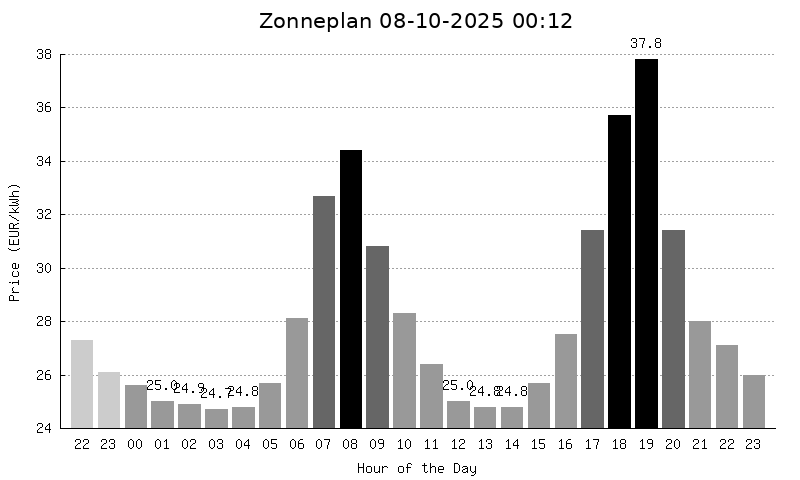 Zonneplan 08-10-2025 00:12
37.8
38
36
34
32
30
28
26
24
Price (EUR/kWh)
25.0 24.9 24.7 24.8 25.0 24.8 24.8
22 23 00 01 02 03 04 05 06 07 08 09 10 11 12 13 14 15 16 17 18 19 20 21 22 23
Hour of the Day